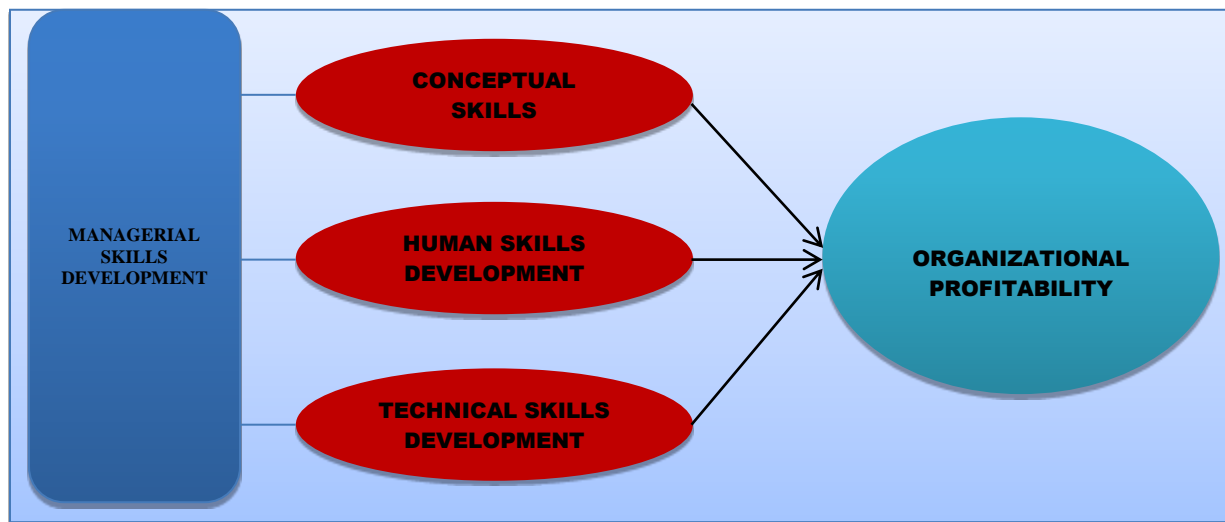 MANAGERIAL
SKILLS
DEVELOPMENT
CONCEPTUAL
SKILLS
HUMAN SKILLS
DEVELOPMENT
TECHNICAL SKILLS
DEVELOPMENT
ORGANIZATIONAL
PROFITABILITY